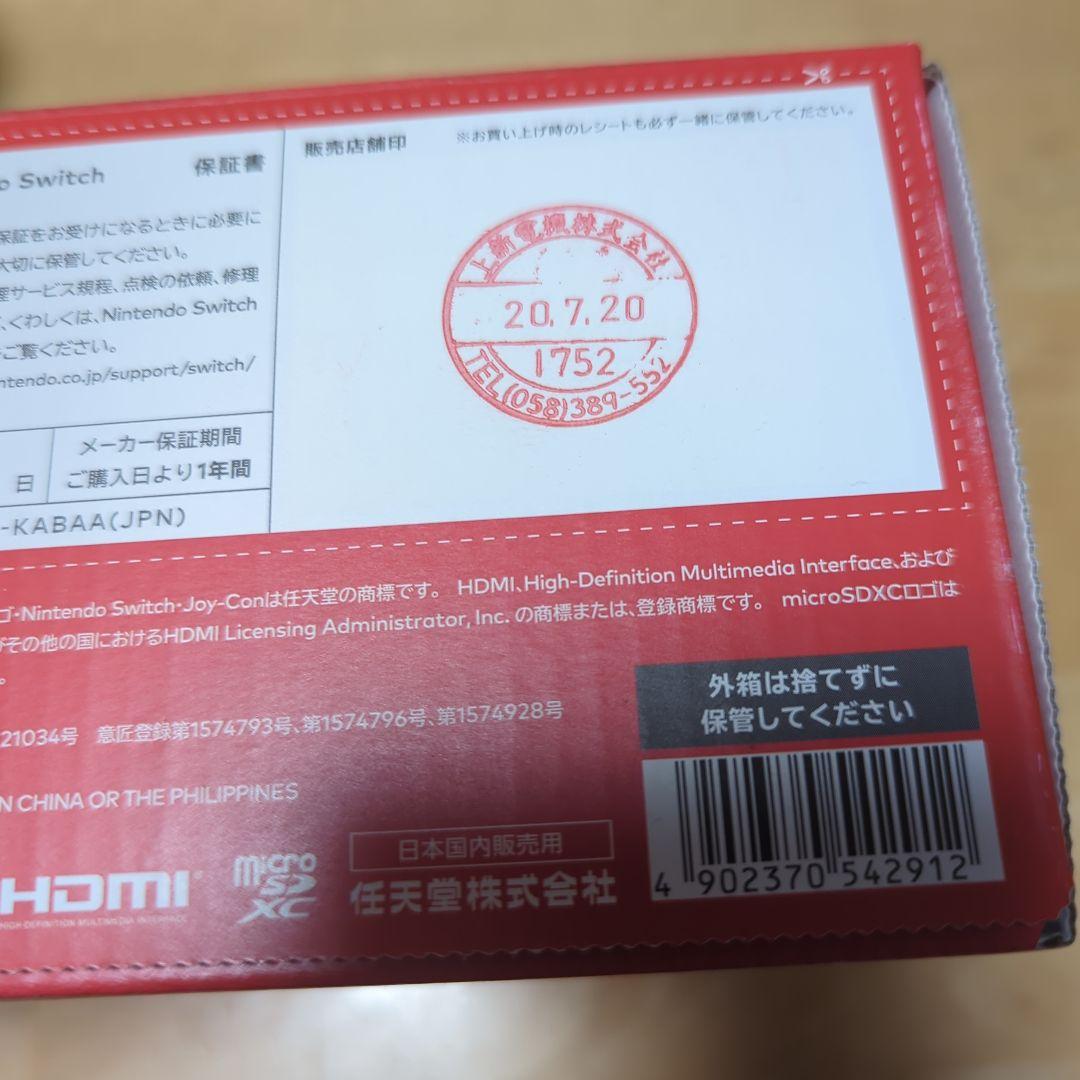 o Switch 保証書
保証をお受けになるときに必要に
大切に保管してください。
理サービス規程、点検の依頼、修理
、くわしくは、Nintendo Switch
ご覧ください。
ntendo.co.jp/support/switch/
日
メーカー保証期間
ご購入日より1年間
-KABAA(JPN)
販売店舗印
※お買い上げ時のレシートも必ず一緒に保管してください。
上新電機株式会社
20.7.20
1752
TEL(058)389-552
ゴ・Nintendo Switch・Joy-Conは任天堂の商標です。 HDMI、High-Definition Multimedia Interface、および
びその他の国におけるHDMI Licensing Administrator, Inc. の商標または、登録商標です。 microSDXCロゴは
。
21034号 意匠登録第1574793号、第1574796号、第1574928号
N CHINA OR THE PHILIPPINES
外箱は捨てずに
保管してください
HDMI
HIGH-DEFINITION MULTIMEDIA INTERFACE
micro
SD
XC
日本国内販売用
任天堂株式会社
4 902370 542912